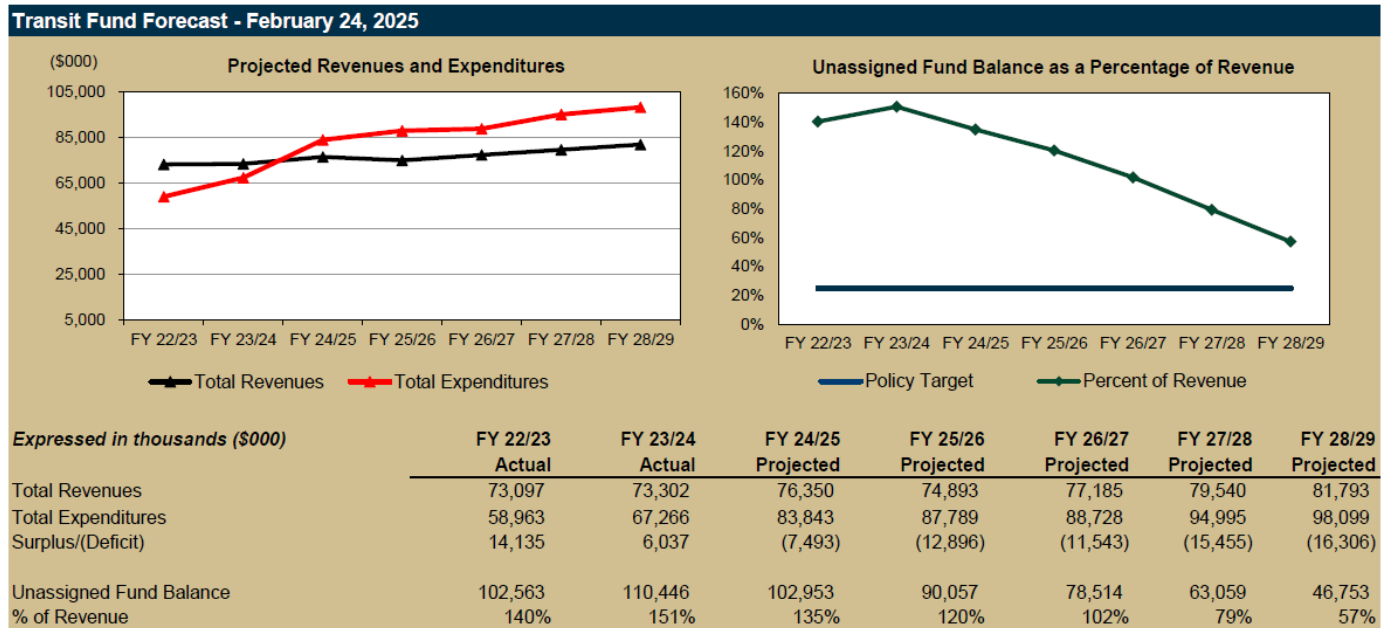 Transit Fund Forecast - February 24, 2025
($000)
Projected Revenues and Expenditures
105,000
85,000
65,000
45,000
25,000
5,000
FY 22/23 FY 23/24 FY 24/25 FY 25/26 FY 26/27 FY 27/28 FY 28/29
Total Revenues Total Expenditures
Unassigned Fund Balance as a Percentage of Revenue
160%
140%
120%
100%
80%
60%
40%
20%
0%
FY 22/23 FY 23/24 FY 24/25 FY 25/26 FY 26/27 FY 27/28 FY 28/29
Policy Target Percent of Revenue
Expressed in thousands ($000) FY 22/23 FY 23/24 FY 24/25 FY 25/26 FY 26/27 FY 27/28 FY 28/29
Actual Actual Projected Projected Projected Projected Projected
Total Revenues 73,097 73,302 76,350 74,893 77,185 79,540 81,793
Total Expenditures 58,963 67,266 83,843 87,789 88,728 94,995 98,099
Surplus/(Deficit) 14,135 6,037 (7,493) (12,896) (11,543) (15,455) (16,306)
Unassigned Fund Balance 102,563 110,446 102,953 90,057 78,514 63,059 46,753
% of Revenue 140% 151% 135% 120% 102% 79% 57%